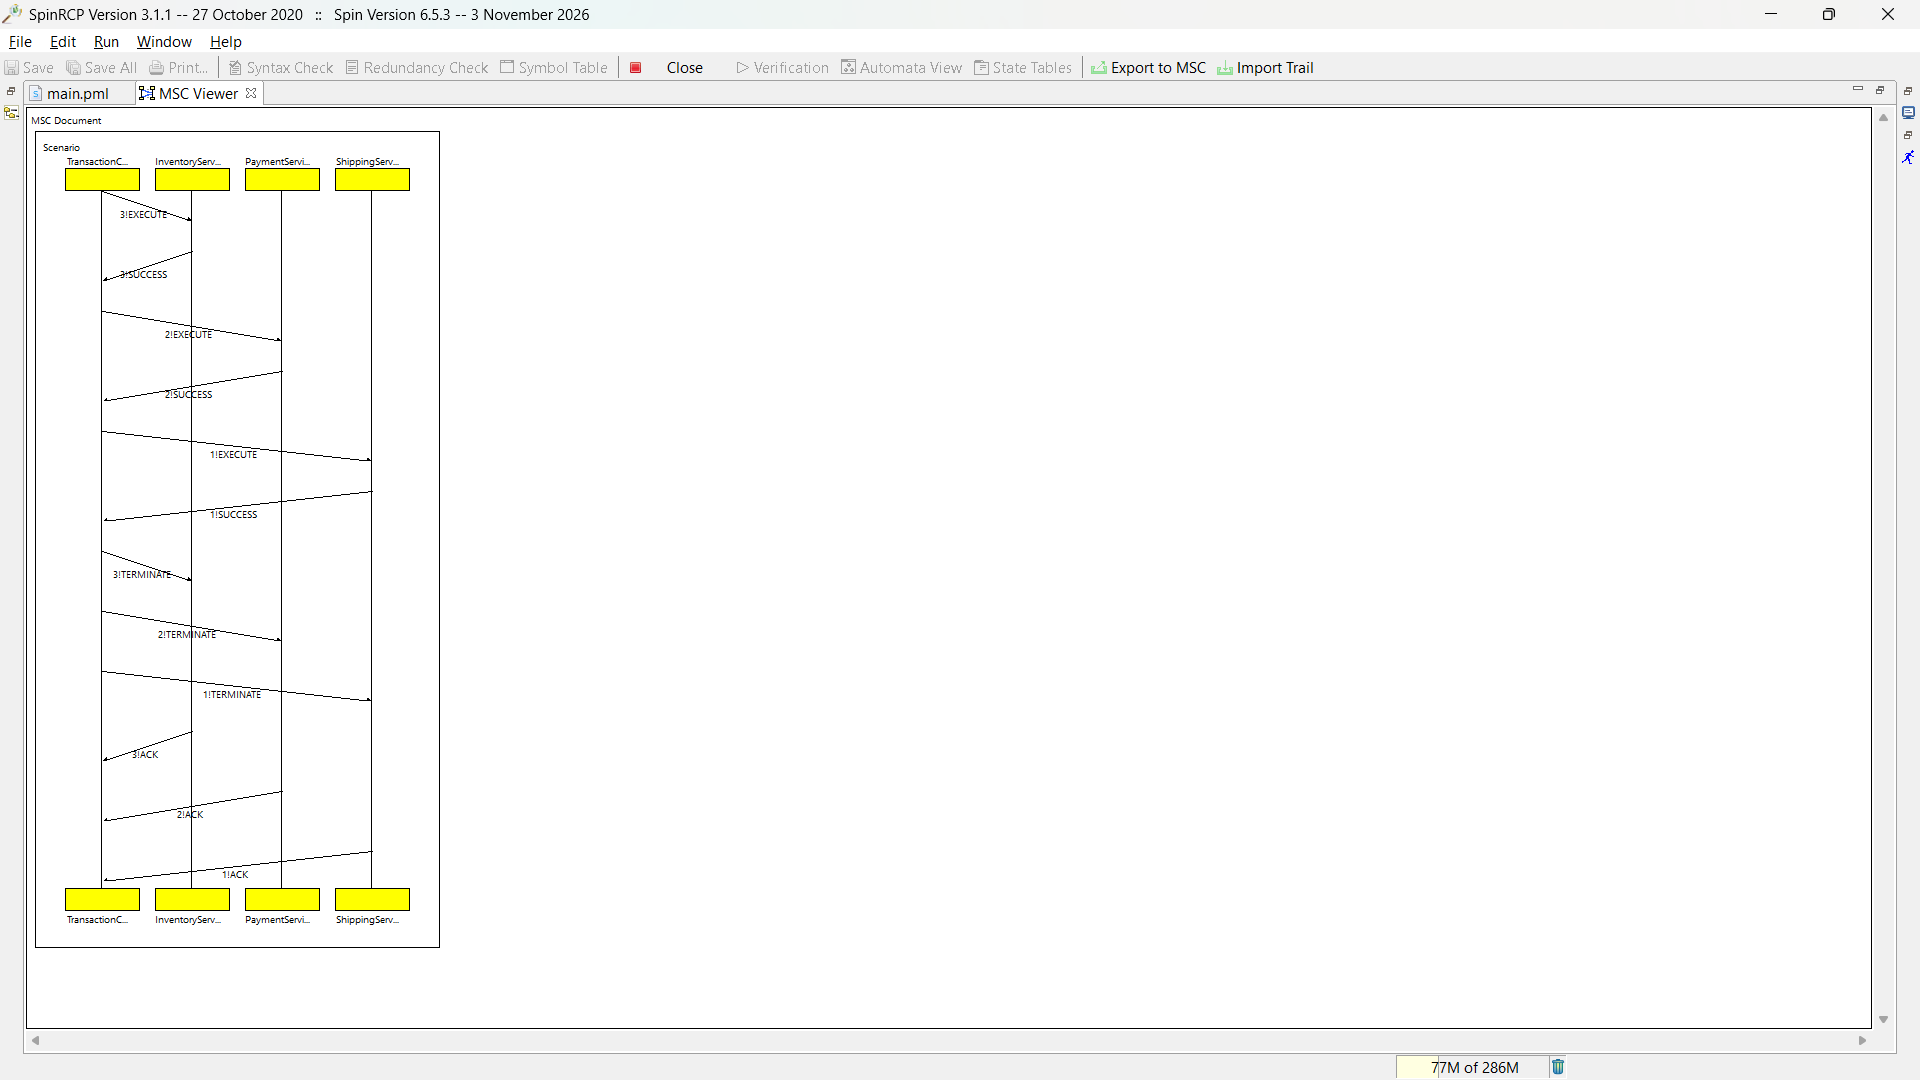 SpinRCP Version 3.1.1 -- 27 October 2020 :: Spin Version 6.5.3 -- 3 November 2026
File Edit Run Window Help
Save Save All Print... Syntax Check Redundancy Check Symbol Table Close Verification Automata View State Tables Export to MSC Import Trail
main.pml MSC Viewer
MSC Document
Scenario
TransactionC... InventoryServ... PaymentServi... ShippingServ...
3!EXECUTE
3!SUCCESS
2!EXECUTE
2!SUCCESS
1!EXECUTE
1!SUCCESS
3!TERMINATE
2!TERMINATE
1!TERMINATE
3!ACK
2!ACK
1!ACK
TransactionC... InventoryServ... PaymentServi... ShippingServ...
77M of 286M